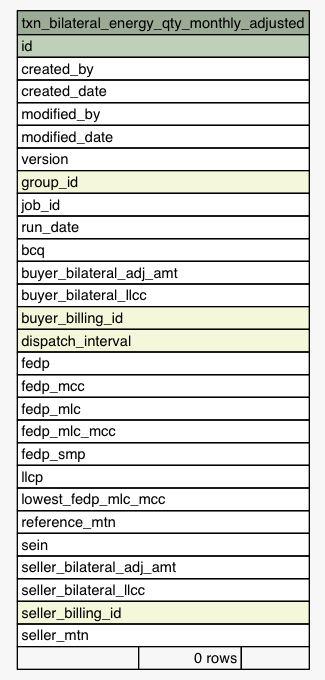 txn_bilateral_energy_qty_monthly_adjusted
id
created_by
created_date
modified_by
modified_date
version
group_id
job_id
run_date
bcq
buyer_bilateral_adj_amt
buyer_bilateral_llcc
buyer_billing_id
dispatch_interval
fedp
fedp_mcc
fedp_mlc
fedp_mlc_mcc
fedp_smp
llcp
lowest_fedp_mlc_mcc
reference_mtn
sein
seller_bilateral_adj_amt
seller_bilateral_llcc
seller_billing_id
seller_mtn
0 rows